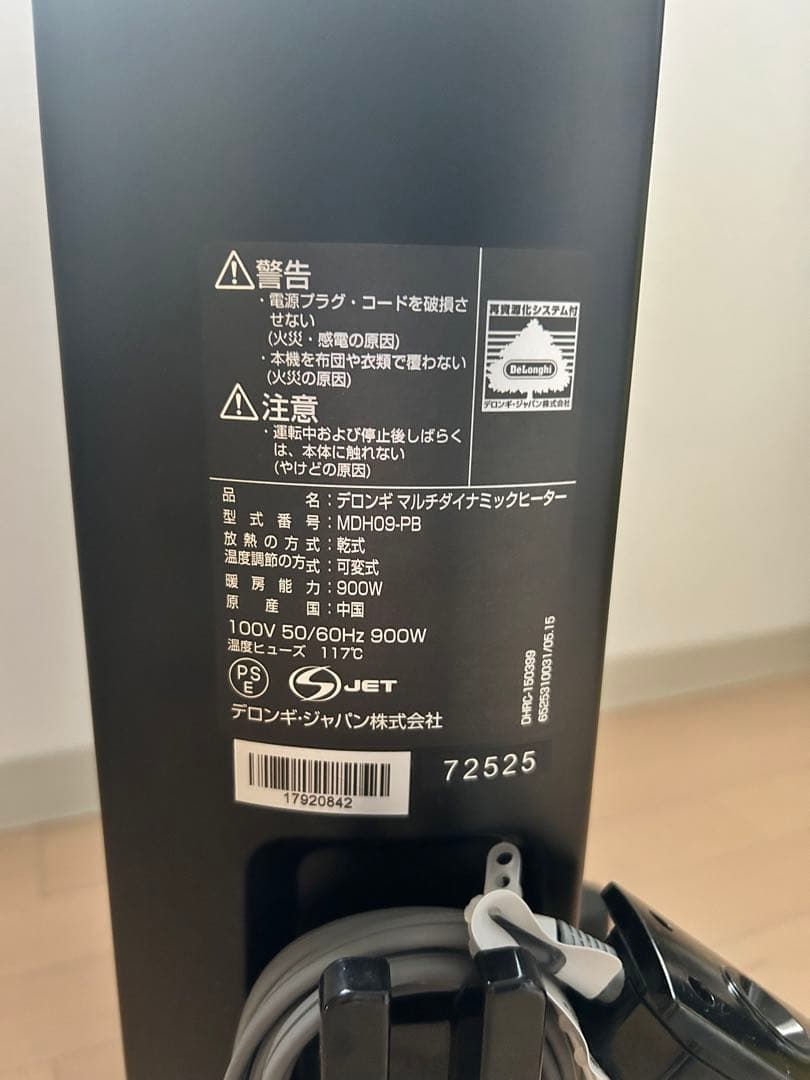 警告
・電源プラグ・コードを破損さ
せない
(火災・感電の原因)
・本機を布団や衣類で覆わない
(火災の原因)
注意
・運転中および停止後しばらく
は、本体に触れない
(やけどの原因)
再資源化システム付
DeLonghi
デロンギ・ジャパン株式会社
品名:デロンギ マルチダイナミックヒーター
型式番号:MDH09-PB
放熱の方式:乾式
温度調節の方式:可変式
暖房能力:900W
原産国:中国
100V 50/60Hz 900W
温度ヒューズ 117℃
PS
E
JET
デロンギ・ジャパン株式会社
DHRC-150399
6525310031/05.15
17920842
72525